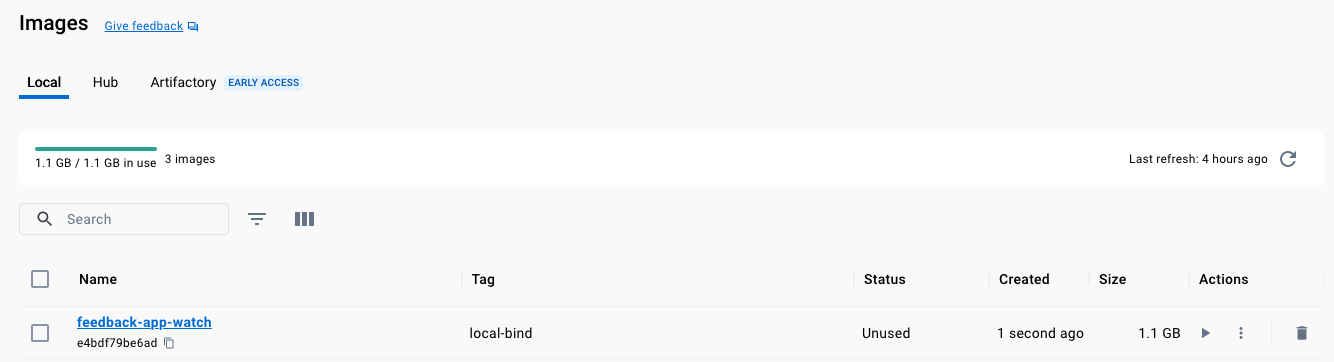 Images Give feedback
Local Hub Artifactory EARLY ACCESS
1.1 GB / 1.1 GB in use 3 images Last refresh: 4 hours ago
Search
Name Tag Status Created Size Actions
feedback-app-watch
e4bdf79be6ad local-bind Unused 1 second ago 1.1 GB